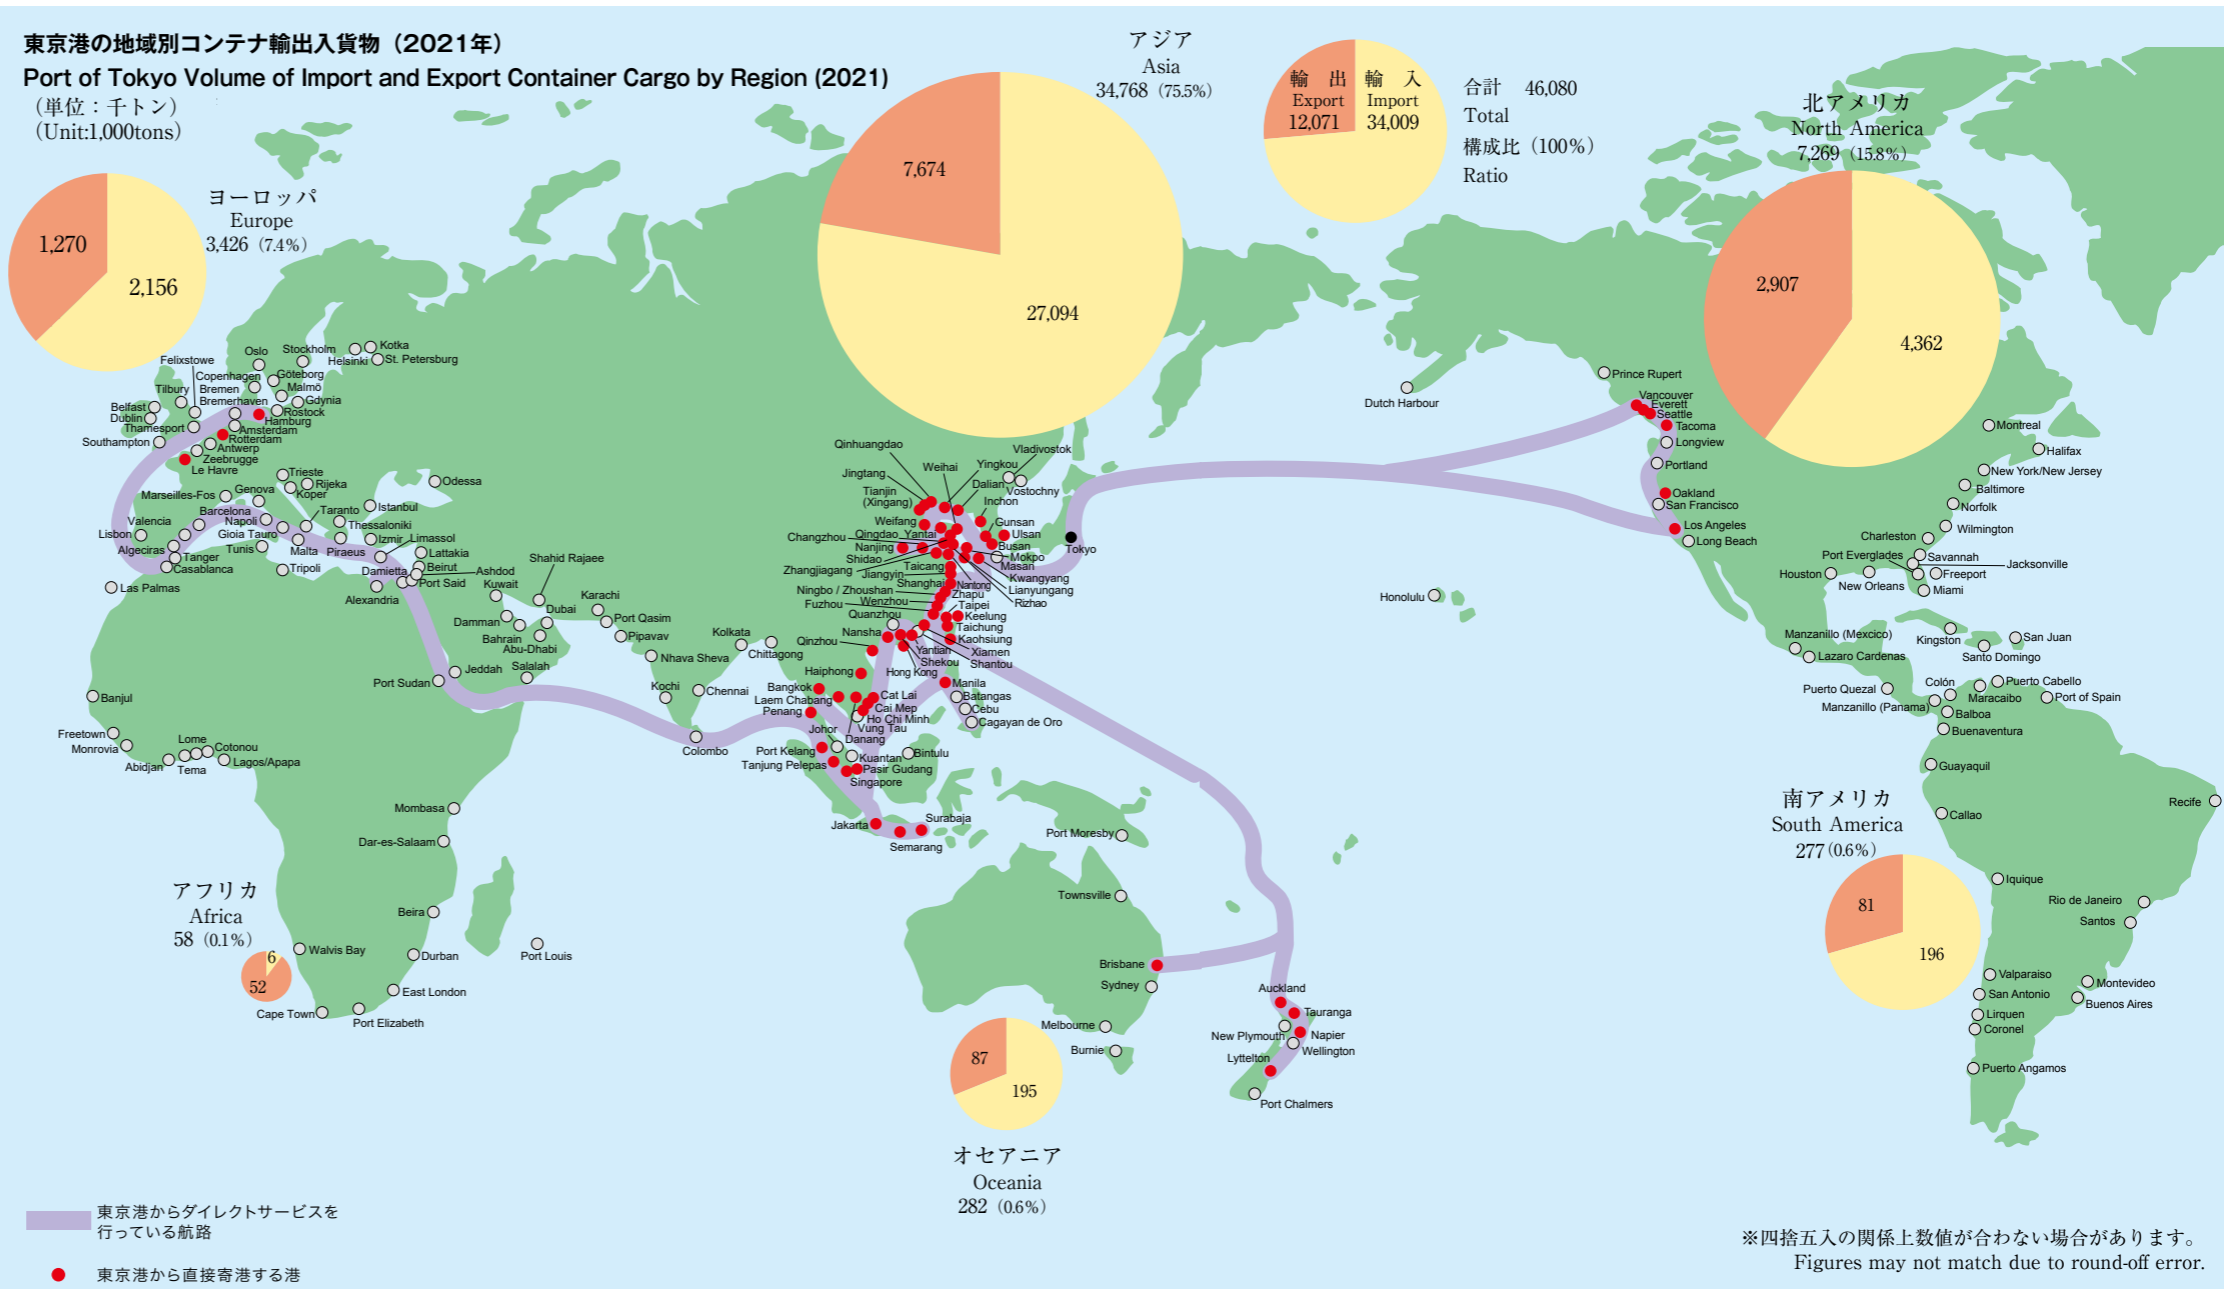 東京港の地域別コンテナ輸出入貨物（2021年）
Port of Tokyo Volume of Import and Export Container Cargo by Region (2021)
（単位：千トン）
（Unit:1,000tons）
アジア
Asia
34,768（75.5%）
7,674
27,094
輸 出
Export
12,071
輸 入
Import
34,009
合計 46,080
Total
構成比（100%）
Ratio
北アメリカ
North America
7,269（15.8%）
2,907
4,362
ヨーロッパ
Europe
3,426（7.4%）
1,270
2,156
Oslo
Stockholm
Helsinki
Kotka
St. Petersburg
Felixstowe
Copenhagen
Göteborg
Tilbury
Bremen
Malmö
Bremerhaven
Gdynia
Belfast
Rostock
Dublin
Hamburg
Thamesport
Amsterdam
Southampton
Rotterdam
Antwerp
Zeebrugge
Le Havre
Trieste
Rijeka
Koper
Odessa
Marseilles-Fos
Genova
Istanbul
Barcelona
Taranto
Valencia
Napoli
Thessaloniki
Lisbon
Gioia Tauro
Izmir
Limassol
Algeciras
Tunis
Malta
Piraeus
Lattakia
Tanger
Casablanca
Tripoli
Beirut
Damietta
Ashdod
Port Said
Las Palmas
Alexandria
Shahid Rajaee
Kuwait
Karachi
Damman
Dubai
Port Qasim
Bahrain
Pipavav
Abu-Dhabi
Kolkata
Chittagong
Nhava Sheva
Jeddah
Salalah
Port Sudan
Kochi
Chennai
Colombo
Banjul
Freetown
Monrovia
Lome
Cotonou
Abidjan
Tema
Lagos/Apapa
Mombasa
Dar-es-Salaam
Beira
Walvis Bay
Durban
Port Louis
East London
Cape Town
Port Elizabeth
アフリカ
Africa
58（0.1%）
6
52
Qinhuangdao
Vladivostok
Weihai
Yingkou
Jingtang
Dalian
Vostochny
Tianjin
(Xingang)
Inchon
Weifang
Gunsan
Changzhou
Qingdao
Yantai
Ulsan
Nanjing
Busan
Tokyo
Shidao
Mokpo
Zhangjiagang
Taicang
Masan
Jiangyin
Kwangyang
Shanghai
Nantong
Lianyungang
Ningbo / Zhoushan
Zhapu
Rizhao
Wenzhou
Fuzhou
Taipei
Quanzhou
Keelung
Taichung
Nansha
Kaohsiung
Qinzhou
Yantian
Xiamen
Shekou
Shantou
Haiphong
Hong Kong
Bangkok
Manila
Laem Chabang
Cat Lai
Batangas
Penang
Cai Mep
Cebu
Ho Chi Minh
Cagayan de Oro
Johor
Vung Tau
Danang
Port Kelang
Kuantan
Bintulu
Tanjung Pelepas
Pasir Gudang
Singapore
Jakarta
Surabaja
Semarang
Port Moresby
Townsville
Brisbane
Sydney
Melbourne
Burnie
Auckland
Tauranga
New Plymouth
Napier
Wellington
Lyttelton
Port Chalmers
87
195
オセアニア
Oceania
282（0.6%）
Dutch Harbour
Prince Rupert
Vancouver
Everett
Seattle
Tacoma
Longview
Portland
Oakland
San Francisco
Los Angeles
Long Beach
Honolulu
Montreal
Halifax
New York/New Jersey
Baltimore
Norfolk
Wilmington
Charleston
Port Everglades
Savannah
Jacksonville
Houston
New Orleans
Freeport
Miami
Manzanillo (Mexcico)
Lazaro Cardenas
Kingston
San Juan
Santo Domingo
Puerto Quezal
Colón
Puerto Cabello
Maracaibo
Port of Spain
Manzanillo (Panama)
Balboa
Buenaventura
Guayaquil
Recife
Callao
南アメリカ
South America
277（0.6%）
81
196
Iquique
Rio de Janeiro
Santos
Valparaiso
Montevideo
San Antonio
Buenos Aires
Lirquen
Coronel
Puerto Angamos
東京港からダイレクトサービスを
行っている航路
東京港から直接寄港する港
※四捨五入の関係上数値が合わない場合があります。
Figures may not match due to round-off error.